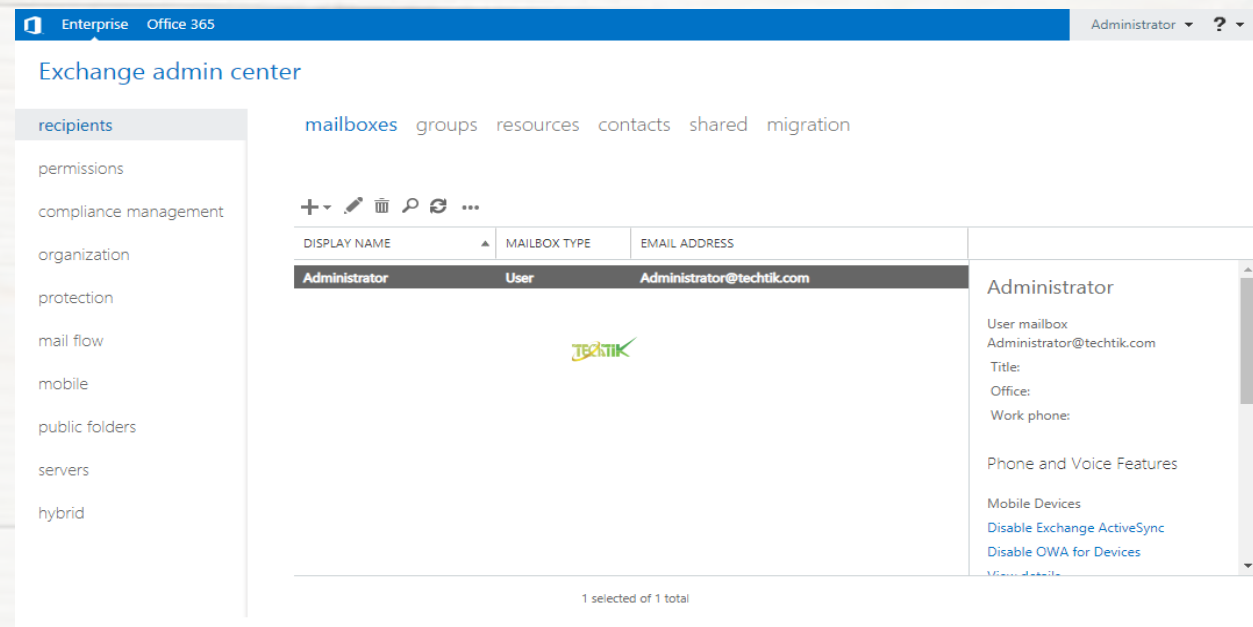 Enterprise Office 365
Administrator ?
Exchange admin center
recipients
permissions
compliance management
organization
protection
mail flow
mobile
public folders
servers
hybrid
mailboxes groups resources contacts shared migration
DISPLAY NAME MAILBOX TYPE EMAIL ADDRESS
Administrator User Administrator@techtik.com
TECHTIK
Administrator
User mailbox
Administrator@techtik.com
Title:
Office:
Work phone:
Phone and Voice Features
Mobile Devices
Disable Exchange ActiveSync
Disable OWA for Devices
View details
1 selected of 1 total